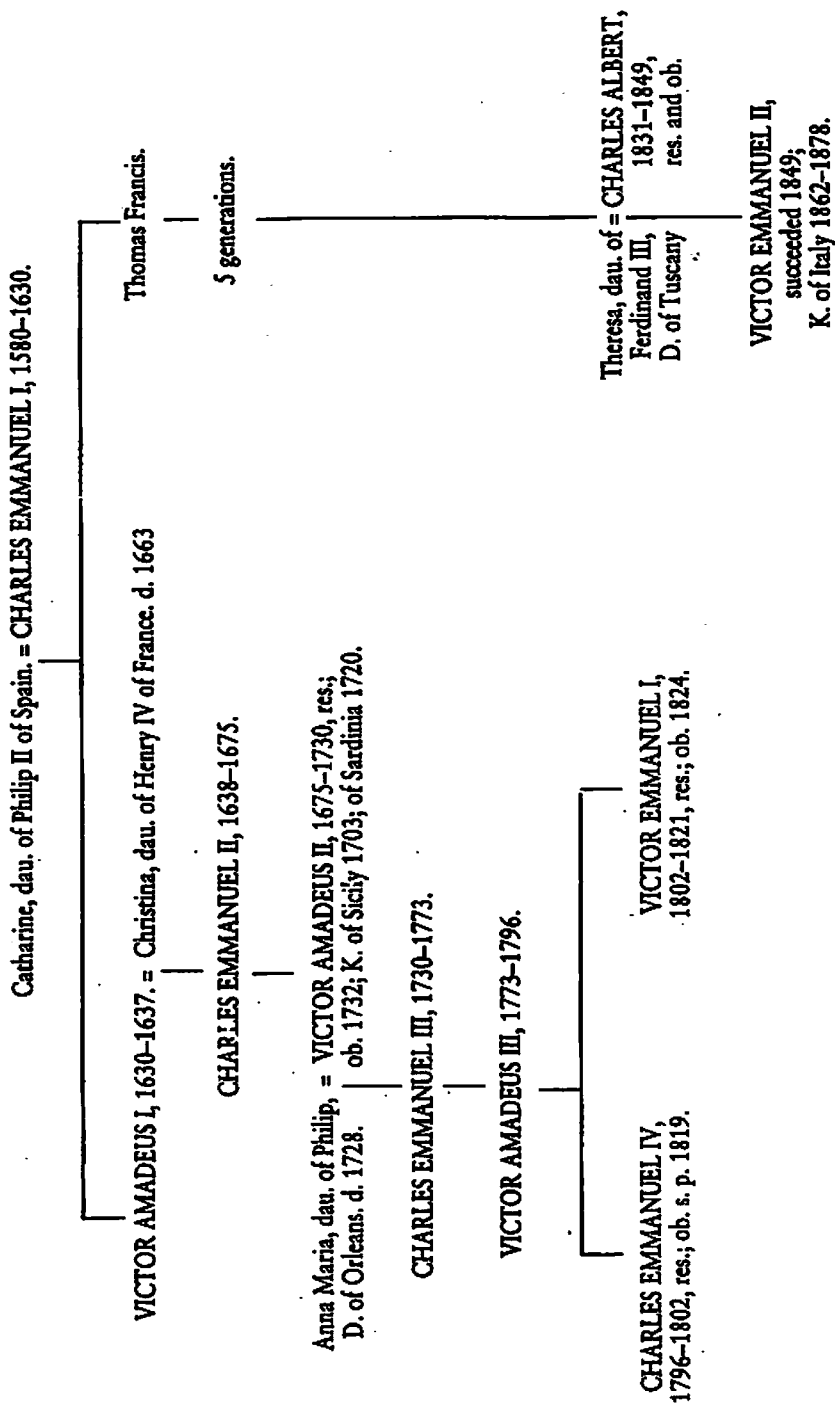 Catharine, dau. of Philip II of Spain. = CHARLES EMMANUEL I, 1580–1630.
VICTOR AMADEUS I, 1630–1637. = Christina, dau. of Henry IV of France. d. 1663
Thomas Francis.
5 generations.
CHARLES EMMANUEL II, 1638–1675.
Anna Maria, dau. of Philip, = VICTOR AMADEUS II, 1675–1730, res.;
D. of Orleans. d. 1728.
ob. 1732; K. of Sicily 1703; of Sardinia 1720.
CHARLES EMMANUEL III, 1730–1773.
VICTOR AMADEUS III, 1773–1796.
CHARLES EMMANUEL IV,
1796–1802, res.; ob. s. p. 1819.
VICTOR EMMANUEL I,
1802–1821, res.; ob. 1824.
Theresa, dau. of = CHARLES ALBERT,
Ferdinand III,
D. of Tuscany
1831–1849,
res. and ob.
VICTOR EMMANUEL II,
succeeded 1849;
K. of Italy 1862–1878.